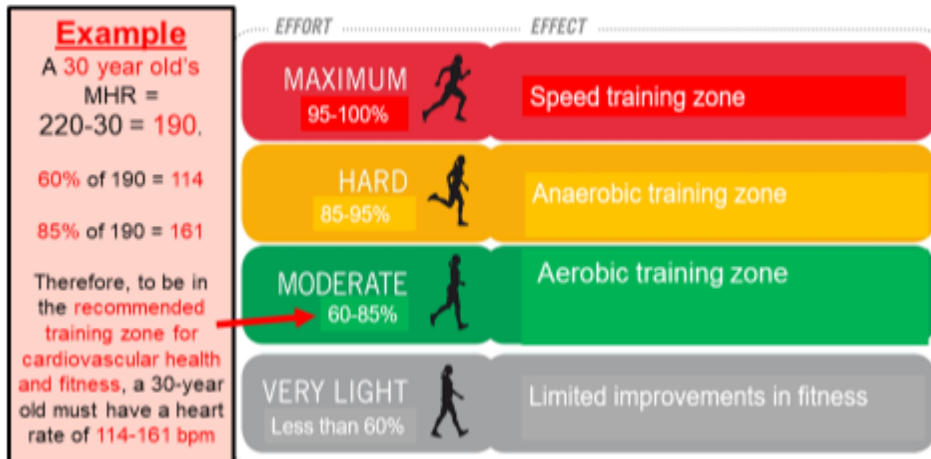 Example
A 30 year old's
MHR =
220-30 = 190.
60% of 190 = 114
85% of 190 = 161
Therefore, to be in
the recommended
training zone for
cardiovascular health
and fitness, a 30-year
old must have a heart
rate of 114-161 bpm
EFFORT
EFFECT
MAXIMUM
95-100%
Speed training zone
HARD
85-95%
Anaerobic training zone
MODERATE
60-85%
Aerobic training zone
VERY LIGHT
Less than 60%
Limited improvements in fitness